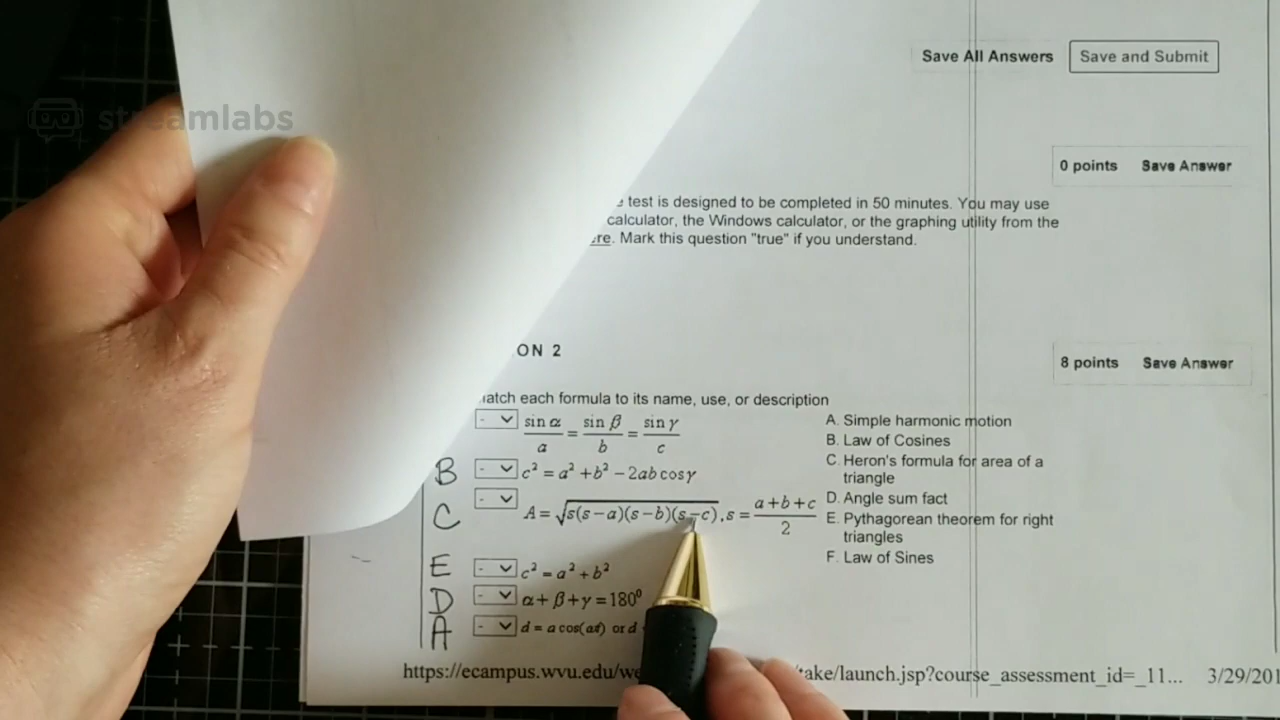 streamlabs
Save All Answers Save and Submit
0 points Save Answer
test is designed to be completed in 50 minutes. You may use
calculator, the Windows calculator, or the graphing utility from the
Mark this question "true" if you understand.
ON 2
8 points Save Answer
atch each formula to its name, use, or description
- sin α / a = sin β / b = sin γ / c
B - c² = a² + b² - 2ab cos γ
C - A = √s(s-a)(s-b)(s-c), s = a+b+c / 2
E - c² = a² + b²
D - α + β + γ = 180⁰
A - d = a cos(ωt) or d
A. Simple harmonic motion
B. Law of Cosines
C. Heron's formula for area of a
triangle
D. Angle sum fact
E. Pythagorean theorem for right
triangles
F. Law of Sines
https://ecampus.wvu.edu/we take/launch.jsp?course_assessment_id=_11... 3/29/201